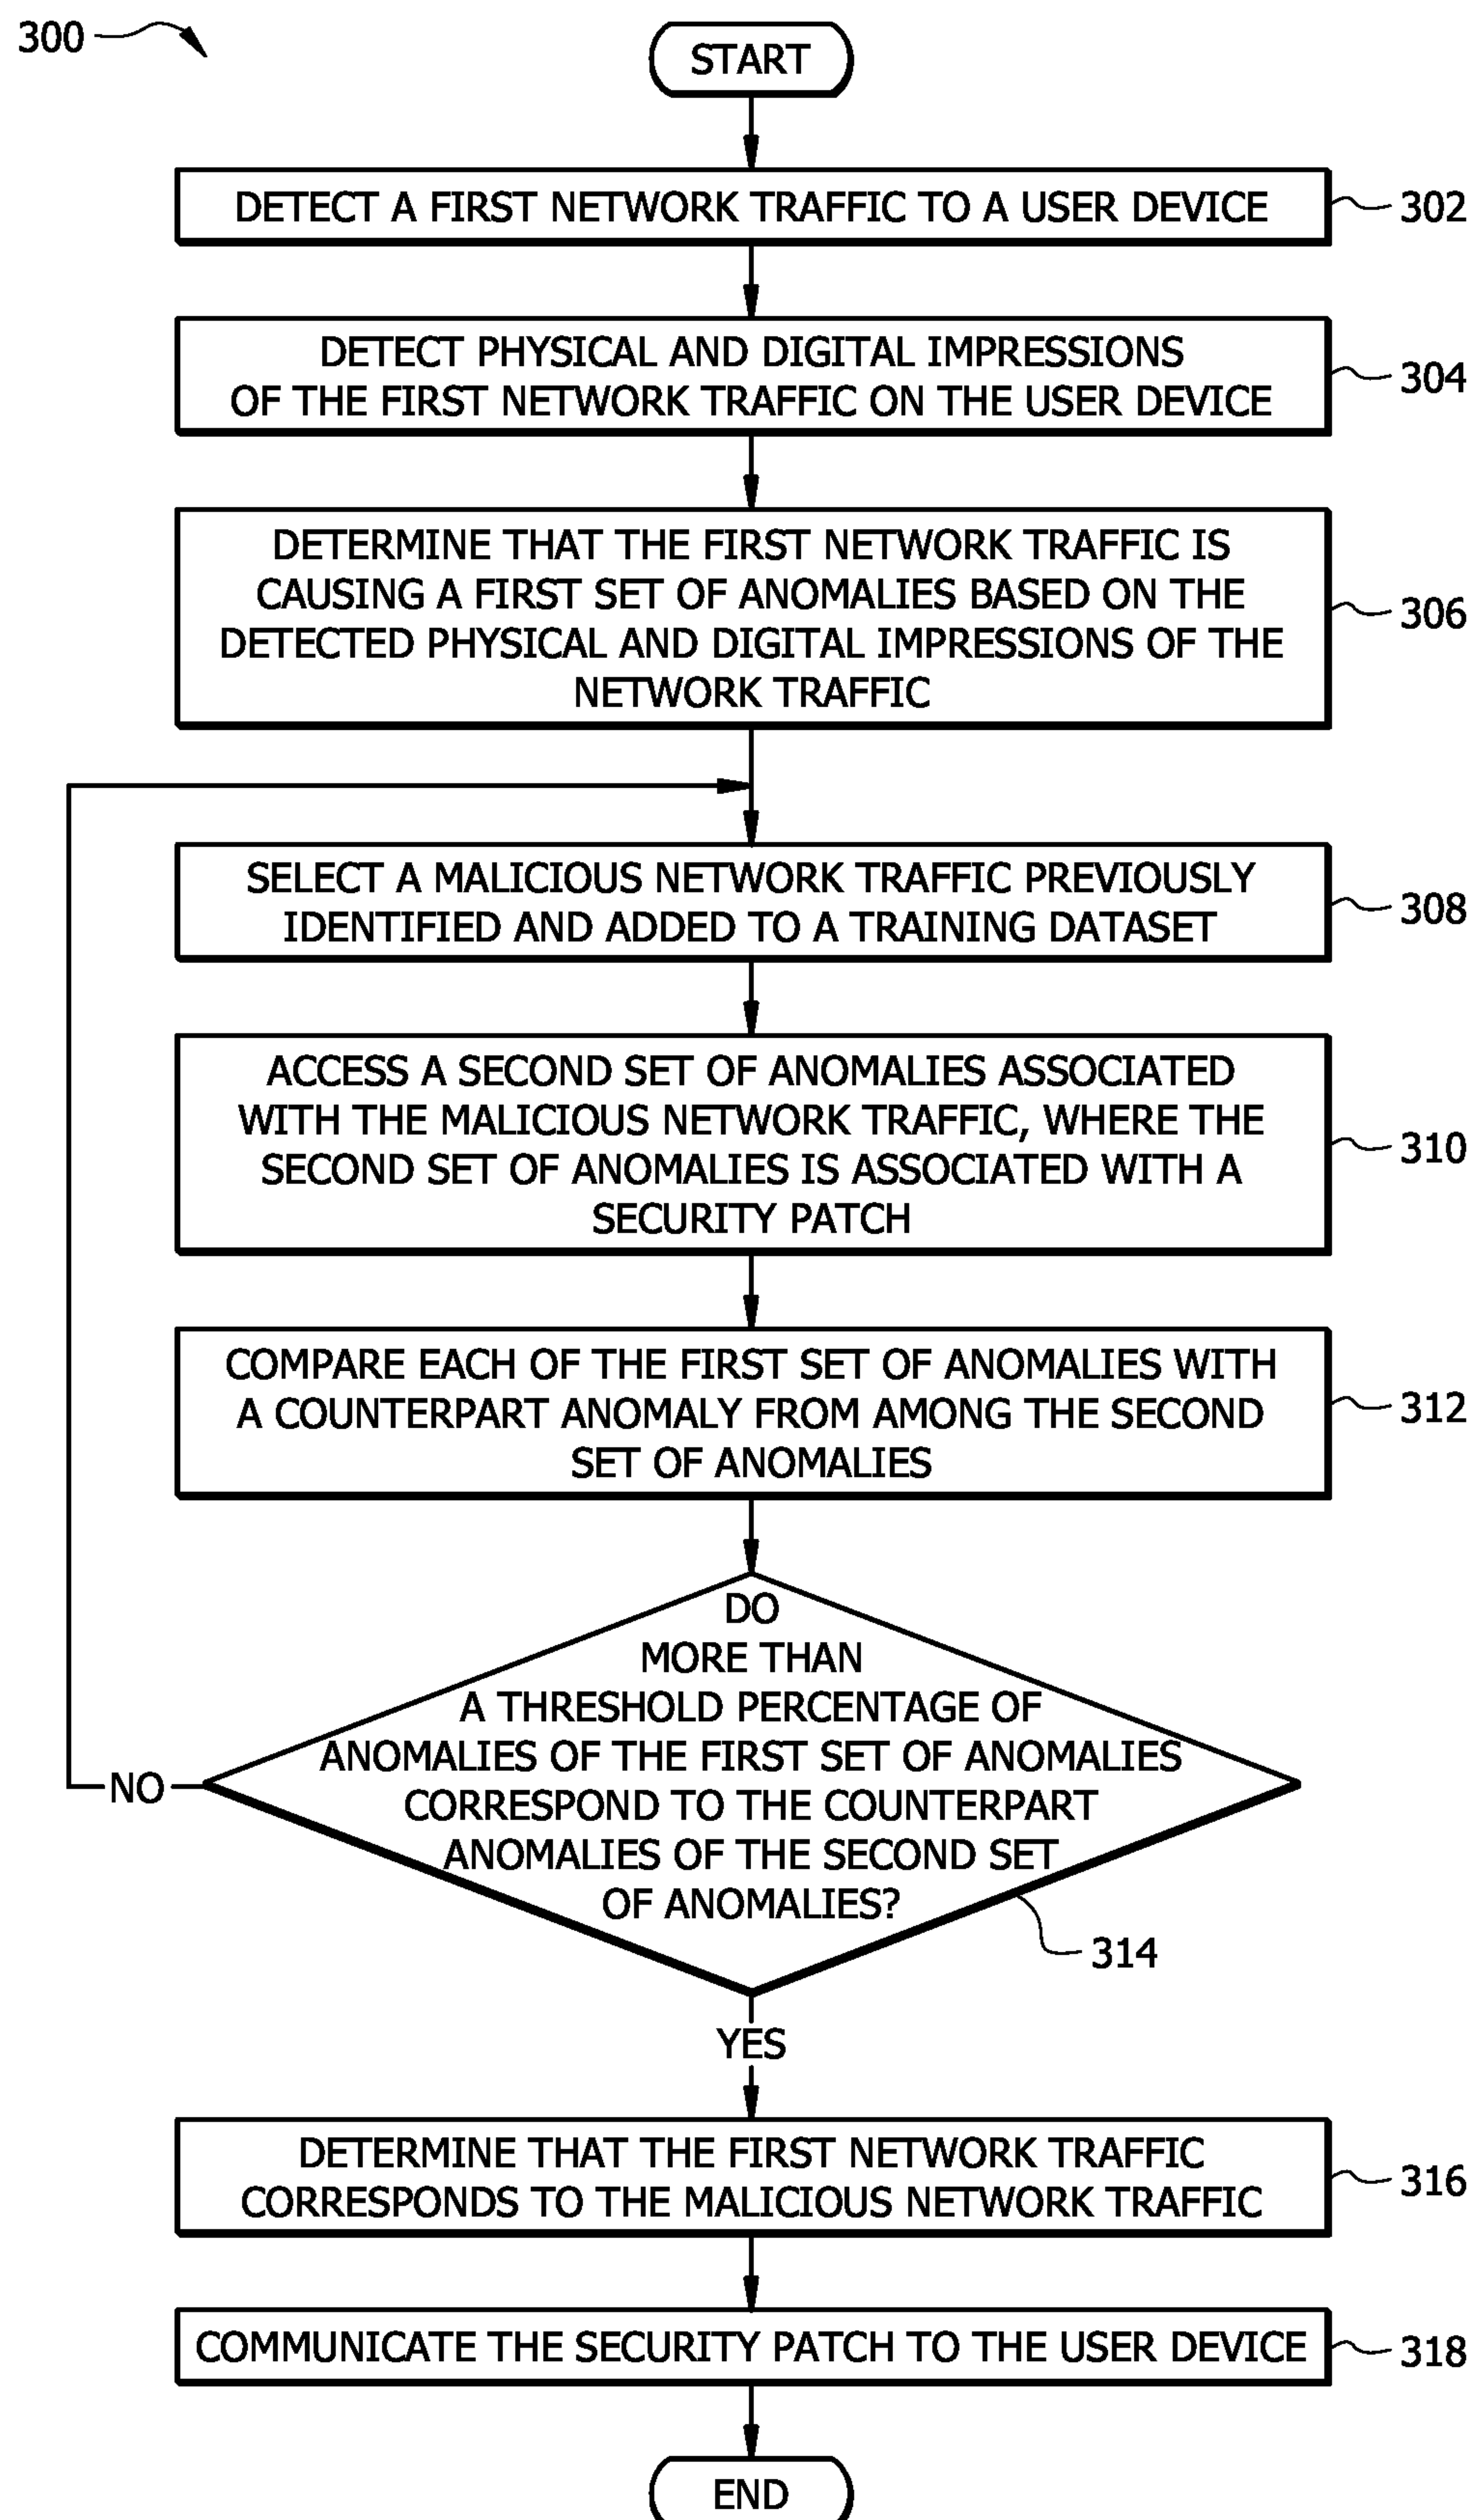 300
START
DETECT A FIRST NETWORK TRAFFIC TO A USER DEVICE
302
DETECT PHYSICAL AND DIGITAL IMPRESSIONS
OF THE FIRST NETWORK TRAFFIC ON THE USER DEVICE
304
DETERMINE THAT THE FIRST NETWORK TRAFFIC IS
CAUSING A FIRST SET OF ANOMALIES BASED ON THE
DETECTED PHYSICAL AND DIGITAL IMPRESSIONS OF THE
NETWORK TRAFFIC
306
SELECT A MALICIOUS NETWORK TRAFFIC PREVIOUSLY
IDENTIFIED AND ADDED TO A TRAINING DATASET
308
ACCESS A SECOND SET OF ANOMALIES ASSOCIATED
WITH THE MALICIOUS NETWORK TRAFFIC, WHERE THE
SECOND SET OF ANOMALIES IS ASSOCIATED WITH A
SECURITY PATCH
310
COMPARE EACH OF THE FIRST SET OF ANOMALIES WITH
A COUNTERPART ANOMALY FROM AMONG THE SECOND
SET OF ANOMALIES
312
DO
MORE THAN
A THRESHOLD PERCENTAGE OF
ANOMALIES OF THE FIRST SET OF ANOMALIES
CORRESPOND TO THE COUNTERPART
ANOMALIES OF THE SECOND SET
OF ANOMALIES?
314
NO
YES
DETERMINE THAT THE FIRST NETWORK TRAFFIC
CORRESPONDS TO THE MALICIOUS NETWORK TRAFFIC
316
COMMUNICATE THE SECURITY PATCH TO THE USER DEVICE
318
END